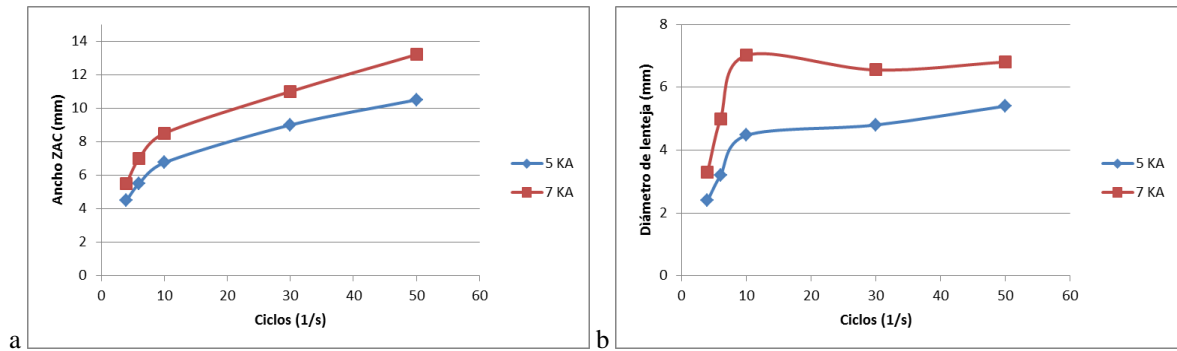 14
12
10
8
6
4
2
0
Ancho ZAC (mm)
0 10 20 30 40 50 60
Ciclos (1/s)
5 KA
7 KA
a
8
6
4
2
0
Diámetro de lenteja (mm)
0 10 20 30 40 50 60
Ciclos (1/s)
5 KA
7 KA
b